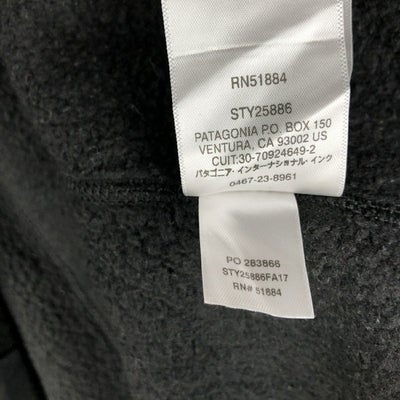 RN51884
STY25886
PATAGONIA P.O. BOX 150
VENTURA, CA 93002 US
CUIT:30-70924649-2
パタゴニア・インターナショナル・インク
0467-23-8961
PO 283866
STY25886FA17
RN# 51884